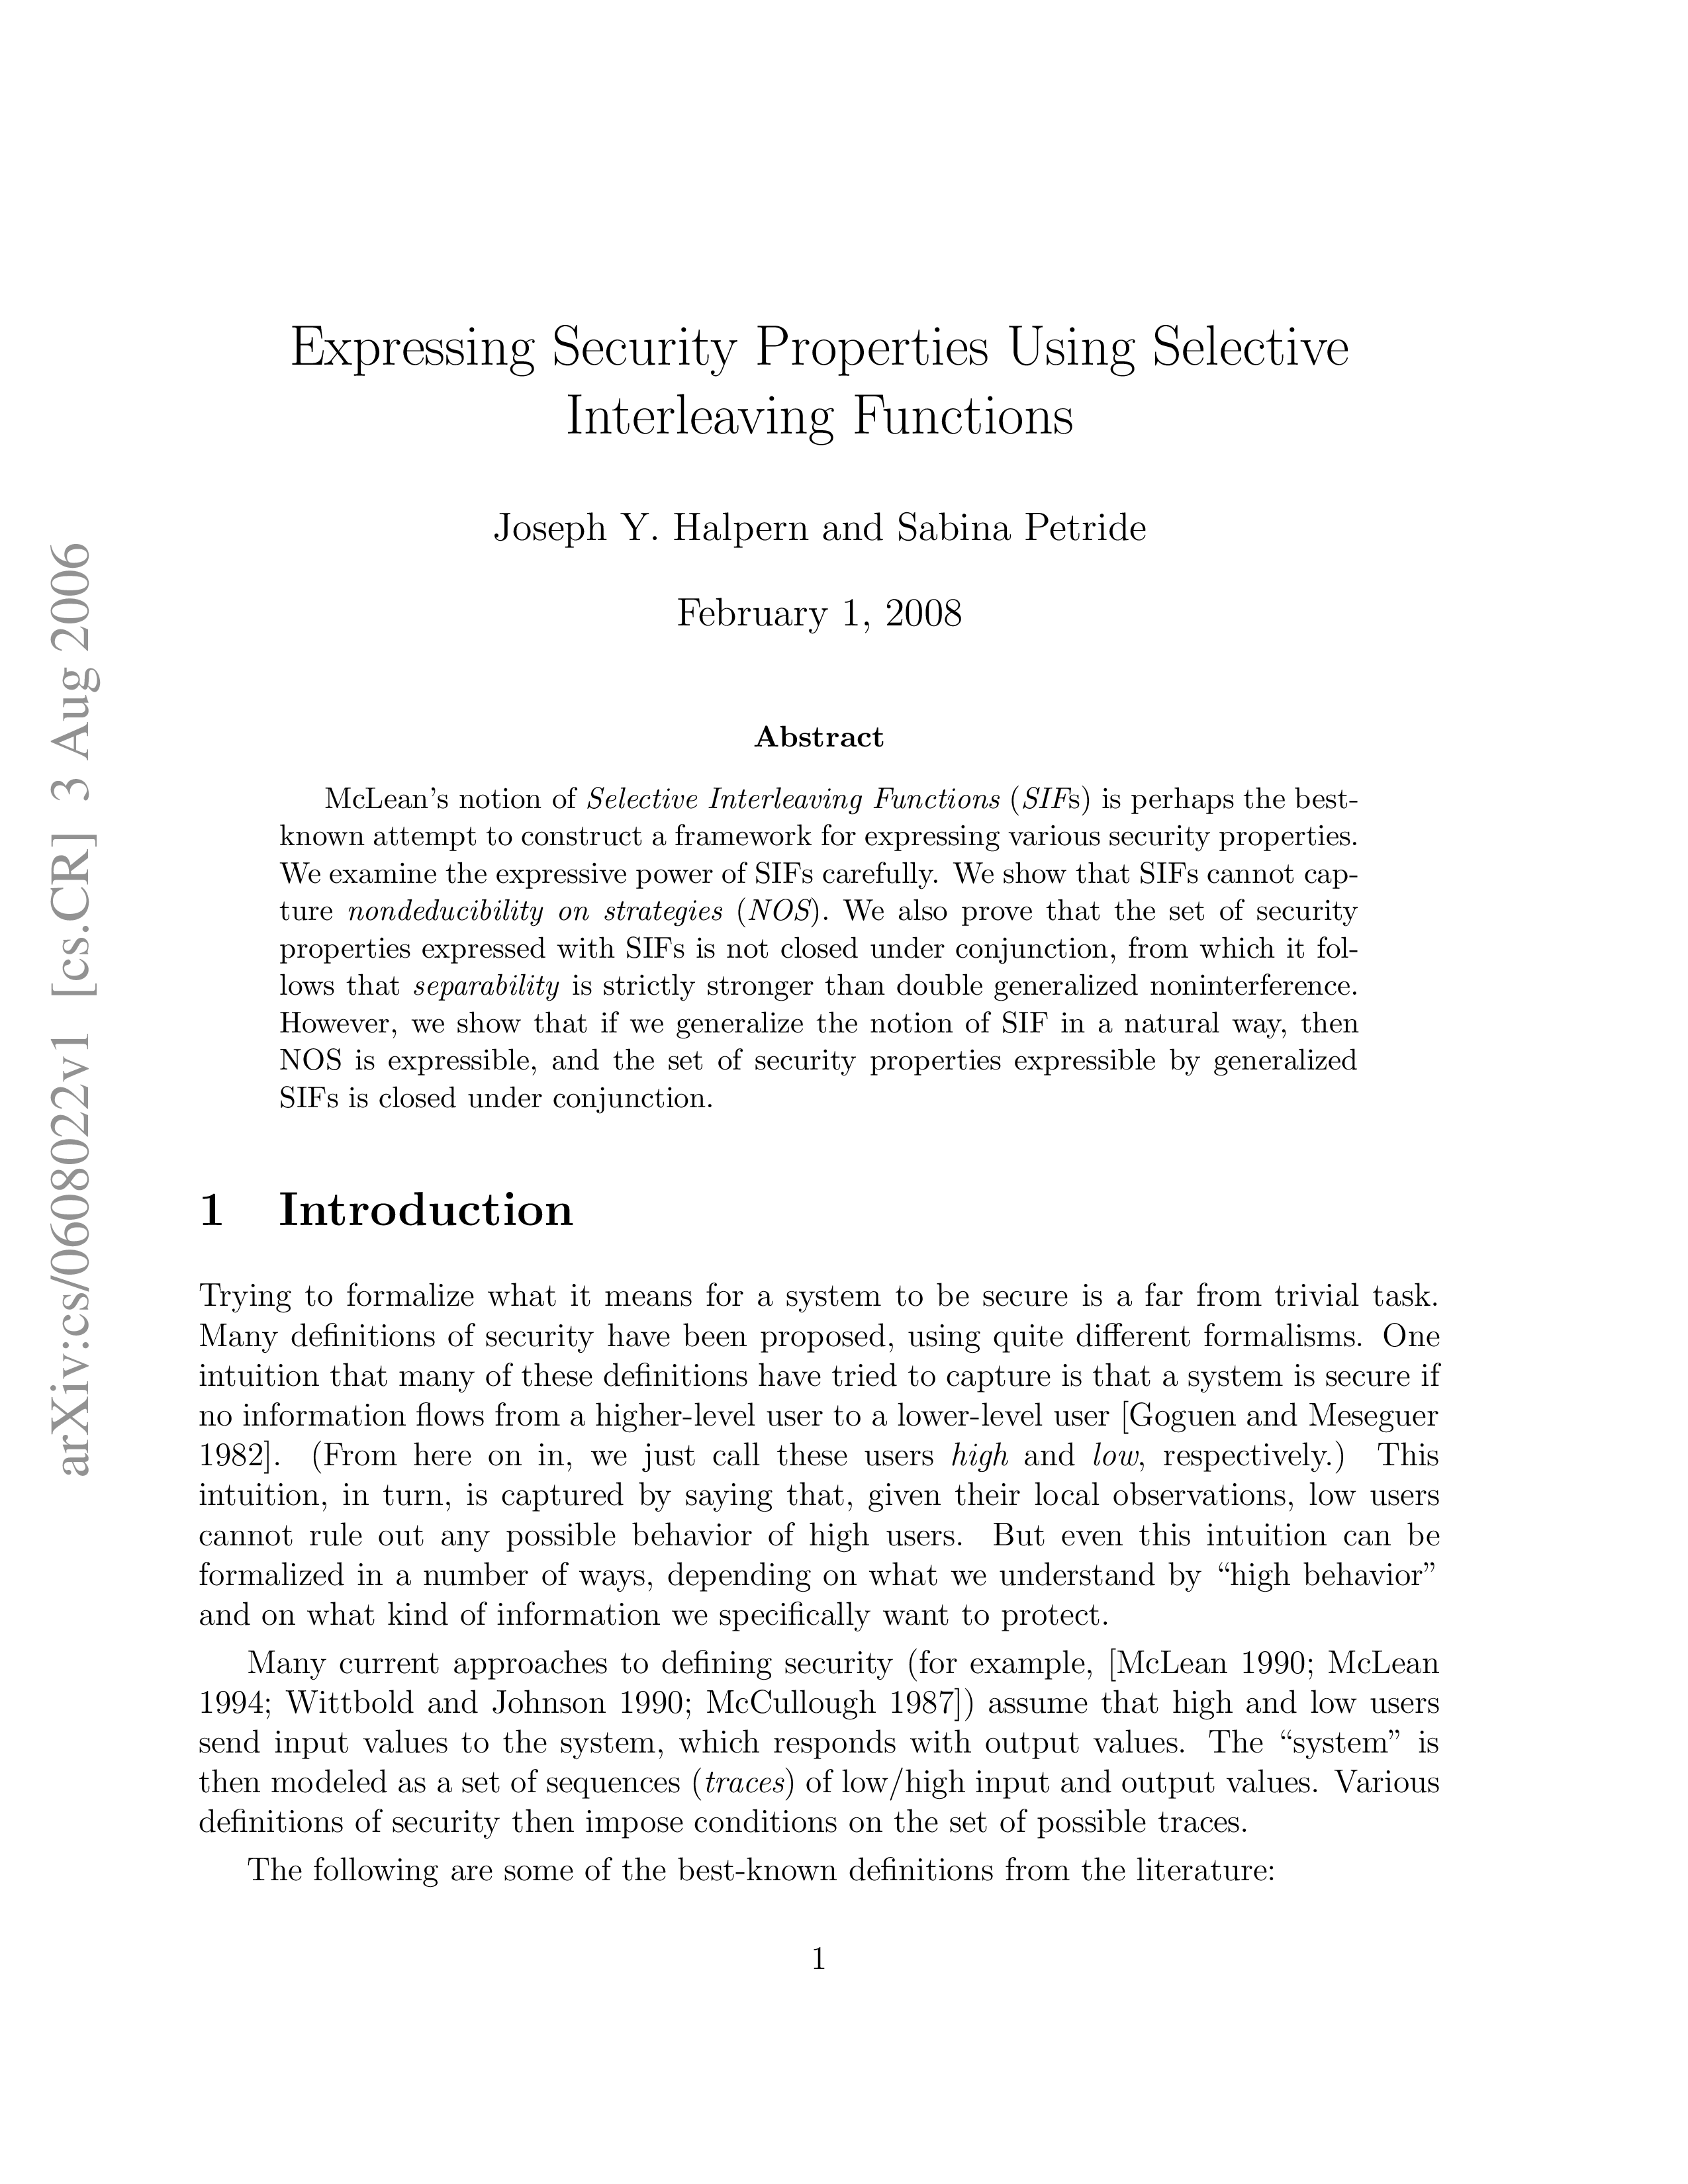 Expressing Security Properties Using Selective
Interleaving Functions
Joseph Y. Halpern and Sabina Petride
February 1, 2008
Abstract
McLean's notion of Selective Interleaving Functions (SIFs) is perhaps the best-
known attempt to construct a framework for expressing various security properties.
We examine the expressive power of SIFs carefully. We show that SIFs cannot cap-
ture nondeducibility on strategies (NOS). We also prove that the set of security
properties expressed with SIFs is not closed under conjunction, from which it fol-
lows that separability is strictly stronger than double generalized noninterference.
However, we show that if we generalize the notion of SIF in a natural way, then
NOS is expressible, and the set of security properties expressible by generalized
SIFs is closed under conjunction.
1 Introduction
Trying to formalize what it means for a system to be secure is a far from trivial task.
Many definitions of security have been proposed, using quite different formalisms. One
intuition that many of these definitions have tried to capture is that a system is secure if
no information flows from a higher-level user to a lower-level user [Goguen and Meseguer
1982]. (From here on in, we just call these users high and low, respectively.) This
intuition, in turn, is captured by saying that, given their local observations, low users
cannot rule out any possible behavior of high users. But even this intuition can be
formalized in a number of ways, depending on what we understand by “high behavior”
and on what kind of information we specifically want to protect.
Many current approaches to defining security (for example, [McLean 1990; McLean
1994; Wittbold and Johnson 1990; McCullough 1987]) assume that high and low users
send input values to the system, which responds with output values. The “system” is
then modeled as a set of sequences (traces) of low/high input and output values. Various
definitions of security then impose conditions on the set of possible traces.
The following are some of the best-known definitions from the literature:
1
arXiv:cs/0608022v1 [cs.CR] 3 Aug 2006